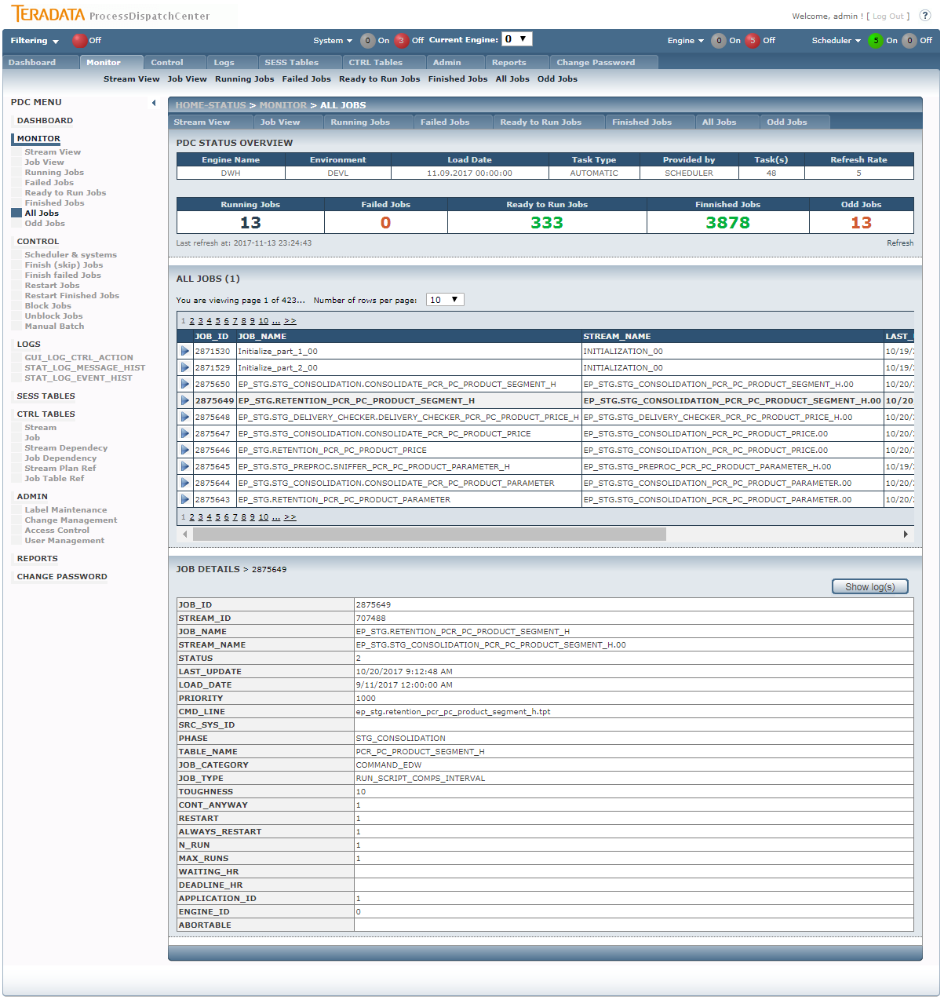 TERADATA ProcessDispatchCenter
Welcome, admin ! [ Log Out ] ?
Filtering Off System 0 On 3 Off Current Engine: 0 Engine 0 On 5 Off Scheduler 5 On 0 Off
Dashboard Monitor Control Logs SESS Tables CTRL Tables Admin Reports Change Password
Stream View Job View Running Jobs Failed Jobs Ready to Run Jobs Finished Jobs All Jobs Odd Jobs
PDC MENU
DASHBOARD
MONITOR
Stream View
Job View
Running Jobs
Failed Jobs
Ready to Run Jobs
Finished Jobs
All Jobs
Odd Jobs
CONTROL
Scheduler & systems
Finish (skip) Jobs
Finish failed Jobs
Restart Jobs
Restart Finished Jobs
Block Jobs
Unblock Jobs
Manual Batch
LOGS
GUI_LOG_CTRL_ACTION
STAT_LOG_MESSAGE_HIST
STAT_LOG_EVENT_HIST
SESS TABLES
CTRL TABLES
Stream
Job
Stream Dependecy
Job Dependency
Stream Plan Ref
Job Table Ref
ADMIN
Label Maintenance
Change Management
Access Control
User Management
REPORTS
CHANGE PASSWORD
HOME-STATUS > MONITOR > ALL JOBS
Stream View Job View Running Jobs Failed Jobs Ready to Run Jobs Finished Jobs All Jobs Odd Jobs
PDC STATUS OVERVIEW
Engine Name Environment Load Date Task Type Provided by Task(s) Refresh Rate
DWH DEVL 11.09.2017 00:00:00 AUTOMATIC SCHEDULER 48 5
Running Jobs Failed Jobs Ready to Run Jobs Finnished Jobs Odd Jobs
13 0 333 3878 13
Last refresh at: 2017-11-13 23:24:43 Refresh
ALL JOBS (1)
You are viewing page 1 of 423... Number of rows per page: 10
1 2 3 4 5 6 7 8 9 10 ... >>
JOB_ID JOB_NAME STREAM_NAME LAST_
2871530 Initialize_part_1_00 INITIALIZATION_00 10/19/
2871529 Initialize_part_2_00 INITIALIZATION_00 10/19/
2875650 EP_STG.STG_CONSOLIDATION.CONSOLIDATE_PCR_PC_PRODUCT_SEGMENT_H EP_STG.STG_CONSOLIDATION_PCR_PC_PRODUCT_SEGMENT_H.00 10/20/
2875649 EP_STG.RETENTION_PCR_PC_PRODUCT_SEGMENT_H EP_STG.STG_CONSOLIDATION_PCR_PC_PRODUCT_SEGMENT_H.00 10/20
2875648 EP_STG.STG_DELIVERY_CHECKER.DELIVERY_CHECKER_PCR_PC_PRODUCT_PRICE_H EP_STG.STG_DELIVERY_CHECKER_PCR_PC_PRODUCT_PRICE_H.00 10/20/
2875647 EP_STG.STG_CONSOLIDATION.CONSOLIDATE_PCR_PC_PRODUCT_PRICE EP_STG.STG_CONSOLIDATION_PCR_PC_PRODUCT_PRICE.00 10/20/
2875646 EP_STG.RETENTION_PCR_PC_PRODUCT_PRICE EP_STG.STG_CONSOLIDATION_PCR_PC_PRODUCT_PRICE.00 10/20/
2875645 EP_STG.STG_PREPROC.SNIFFER_PCR_PC_PRODUCT_PARAMETER_H EP_STG.STG_PREPROC_PCR_PC_PRODUCT_PARAMETER_H.00 10/19/
2875644 EP_STG.STG_CONSOLIDATION.CONSOLIDATE_PCR_PC_PRODUCT_PARAMETER EP_STG.STG_CONSOLIDATION_PCR_PC_PRODUCT_PARAMETER.00 10/20/
2875643 EP_STG.RETENTION_PCR_PC_PRODUCT_PARAMETER EP_STG.STG_CONSOLIDATION_PCR_PC_PRODUCT_PARAMETER.00 10/20/
1 2 3 4 5 6 7 8 9 10 ... >>
JOB DETAILS > 2875649
Show log(s)
JOB_ID 2875649
STREAM_ID 707488
JOB_NAME EP_STG.RETENTION_PCR_PC_PRODUCT_SEGMENT_H
STREAM_NAME EP_STG.STG_CONSOLIDATION_PCR_PC_PRODUCT_SEGMENT_H.00
STATUS 2
LAST_UPDATE 10/20/2017 9:12:48 AM
LOAD_DATE 9/11/2017 12:00:00 AM
PRIORITY 1000
CMD_LINE ep_stg.retention_pcr_pc_product_segment_h.tpt
SRC_SYS_ID
PHASE STG_CONSOLIDATION
TABLE_NAME PCR_PC_PRODUCT_SEGMENT_H
JOB_CATEGORY COMMAND_EDW
JOB_TYPE RUN_SCRIPT_COMPS_INTERVAL
TOUGHNESS 10
CONT_ANYWAY 1
RESTART 1
ALWAYS_RESTART 1
N_RUN 1
MAX_RUNS 1
WAITING_HR
DEADLINE_HR
APPLICATION_ID 1
ENGINE_ID 0
ABORTABLE